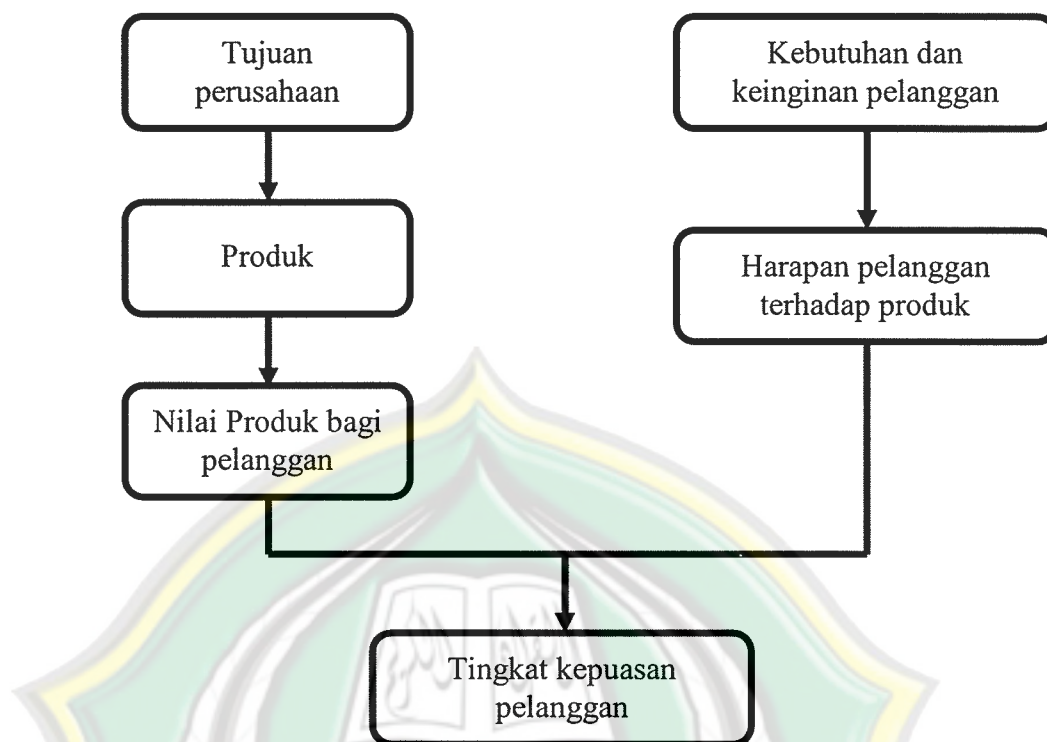 Tujuan
perusahaan
Kebutuhan dan
keinginan pelanggan
Produk
Harapan pelanggan
terhadap produk
Nilai Produk bagi
pelanggan
Tingkat kepuasan
pelanggan